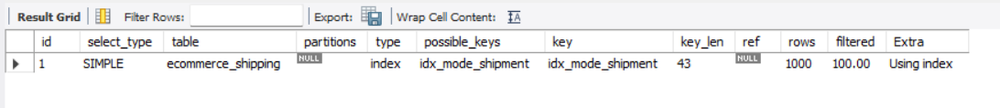 Result Grid Filter Rows: Export: Wrap Cell Content: IA
id select_type table partitions type possible_keys key key_len ref rows filtered Extra
1 SIMPLE ecommerce_shipping NULL index idx_mode_shipment idx_mode_shipment 43 NULL 1000 100.00 Using index